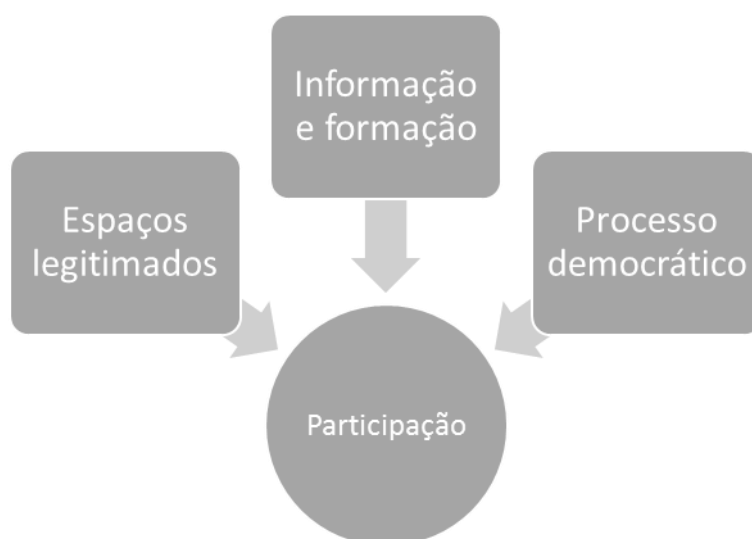 Informação
e formação
Espaços
legitimados
Processo
democrático
Participação